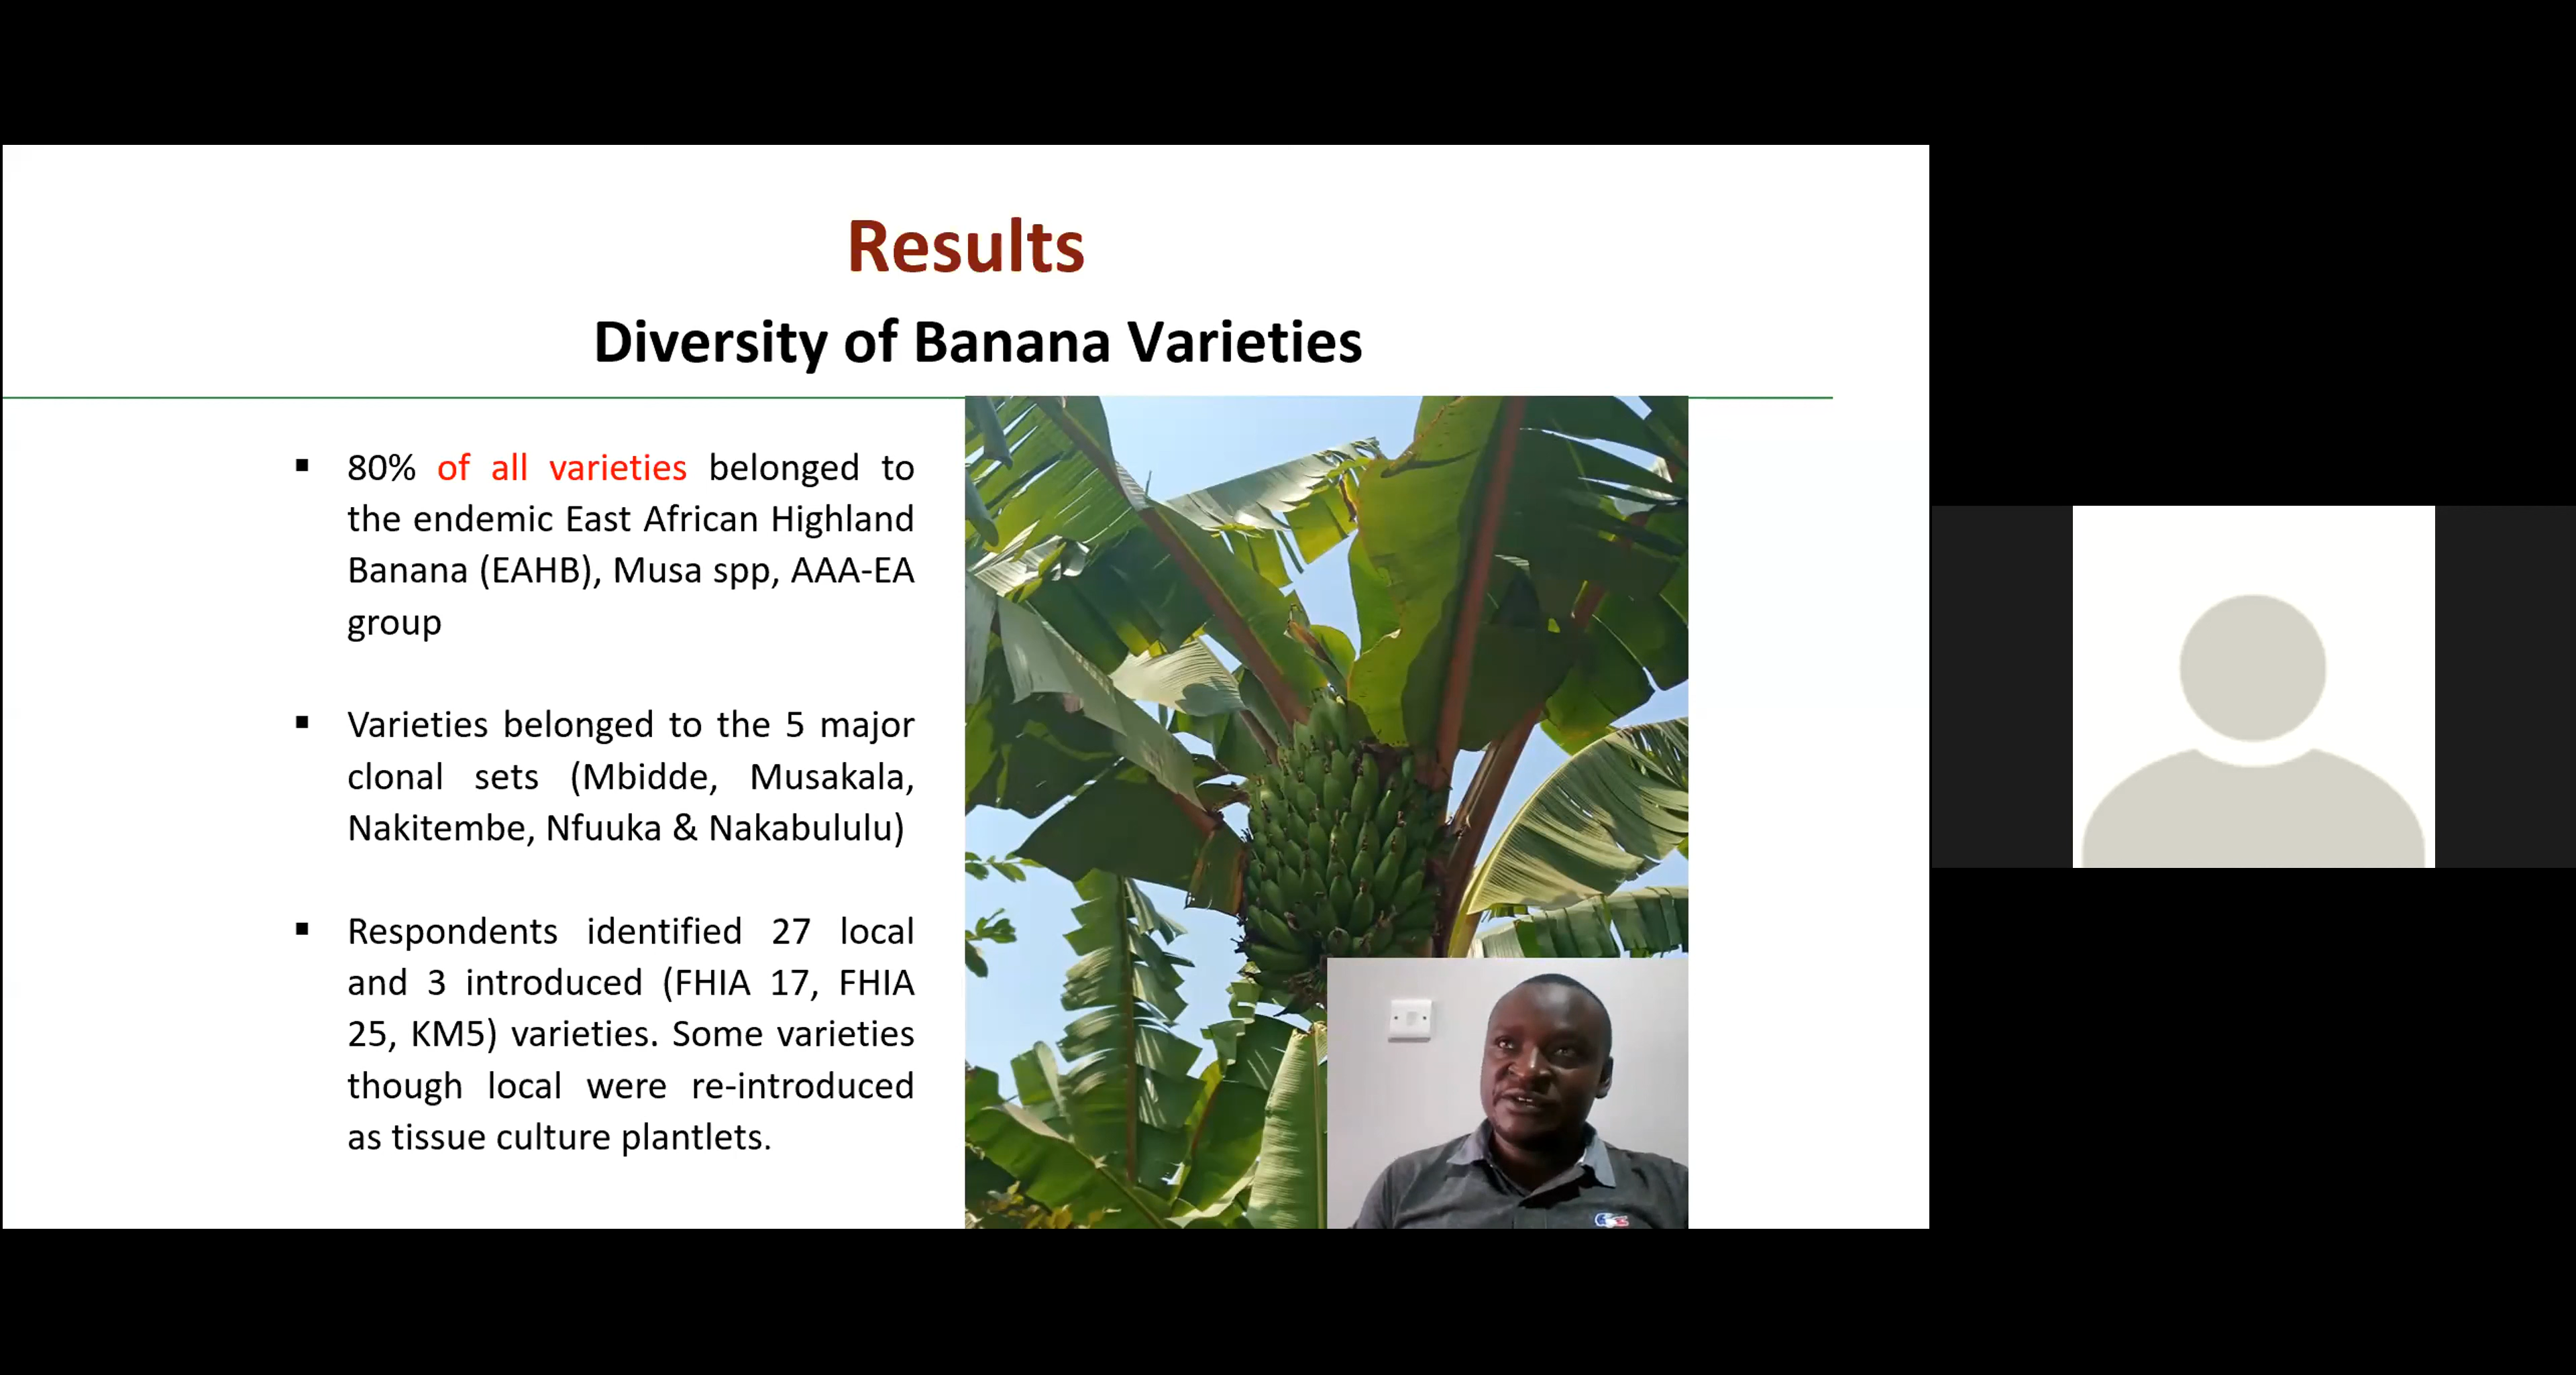 Results
Diversity of Banana Varieties
▪ 80% of all varieties belonged to
the endemic East African Highland
Banana (EAHB), Musa spp, AAA-EA
group
▪ Varieties belonged to the 5 major
clonal sets (Mbidde, Musakala,
Nakitembe, Nfuuka & Nakabululu)
▪ Respondents identified 27 local
and 3 introduced (FHIA 17, FHIA
25, KM5) varieties. Some varieties
though local were re-introduced
as tissue culture plantlets.